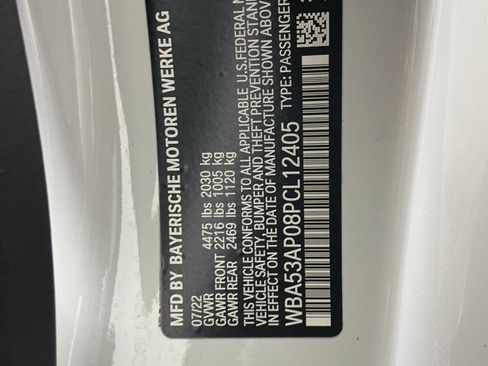 MFD BY BAYERISCHE MOTOREN WERKE AG
07/22
GVWR 4475 lbs 2030 kg
GAWR FRONT 2216 lbs 1005 kg
GAWR REAR 2469 lbs 1120 kg
THIS VEHICLE CONFORMS TO ALL APPLICABLE U.S. FEDERAL
SAFETY, BUMPER AND THEFT PREVENTION STAN
EFFECT ON THE DATE OF MANUFACTURE SHOWN ABOV
WBA53AP08PCL12405 TYPE: PASSENGER